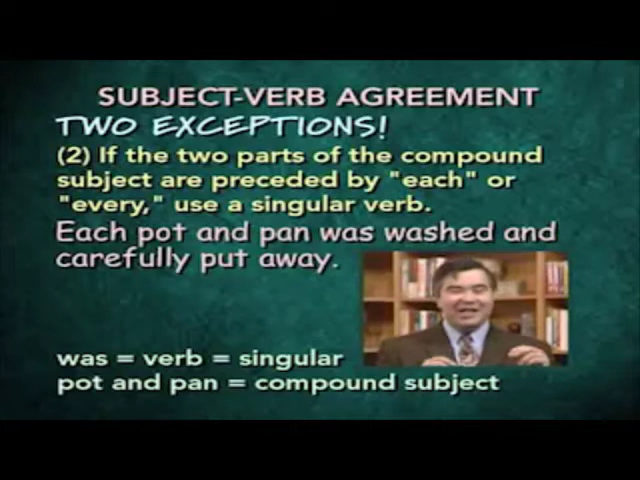 SUBJECT-VERB AGREEMENT
TWO EXCEPTIONS!
(2) If the two parts of the compound
subject are preceded by "each" or
"every," use a singular verb.
Each pot and pan was washed and
carefully put away.
was = verb = singular
pot and pan = compound subject